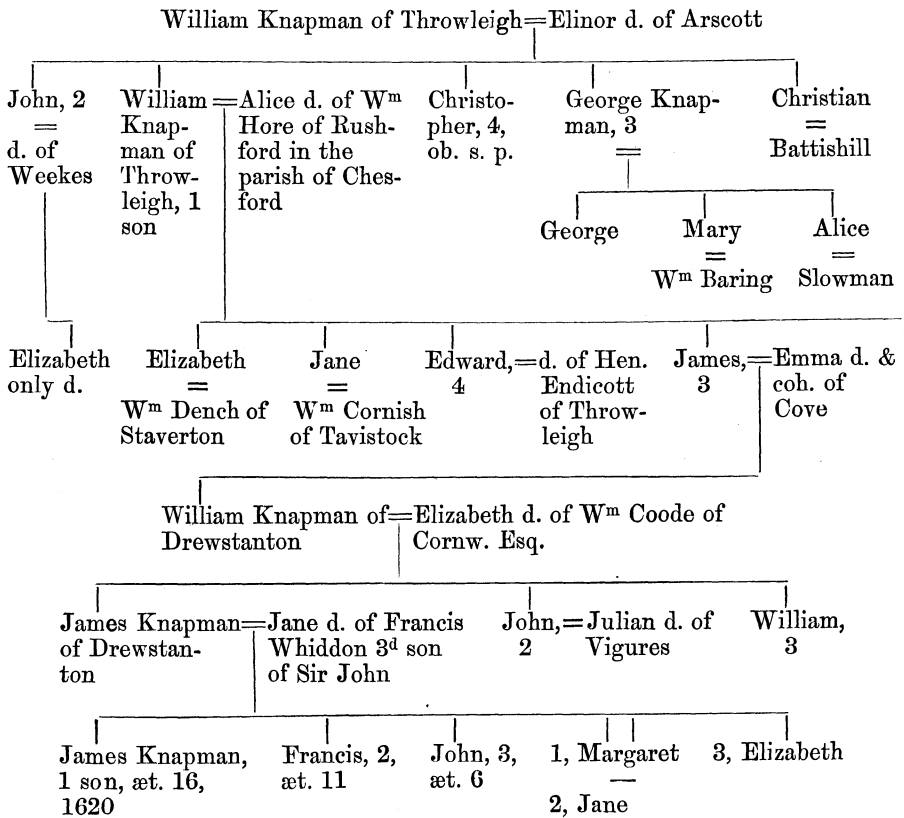 William Knapman of Throwleigh=Elinor d. of Arscott
John, 2
=
d. of
Weekes
William
Knap-
man of
Throw-
leigh, 1
son
=Alice d. of Wm
Hore of Rush-
ford in the
parish of Ches-
ford
Christo-
pher, 4,
ob. s. p.
George Knap-
man, 3
=
Christian
=
Battishill
George
Mary
=
Wm Baring
Alice
=
Slowman
Elizabeth
only d.
Elizabeth
=
Wm Dench of
Staverton
Jane
=
Wm Cornish
of Tavistock
Edward,=
4
d. of Hen.
Endicott
of Throw-
leigh
James,=
3
Emma d. &
coh. of
Cove
William Knapman of=
Drewstanton
Elizabeth d. of Wm Coode of
Cornw. Esq.
James Knapman=
of Drewstan-
ton
Jane d. of Francis
Whiddon 3d son
of Sir John
John,=
2
Julian d. of
Vigures
William,
3
James Knapman,
1 son, æt. 16,
1620
Francis, 2,
æt. 11
John, 3,
æt. 6
1, Margaret
—
2, Jane
3, Elizabeth